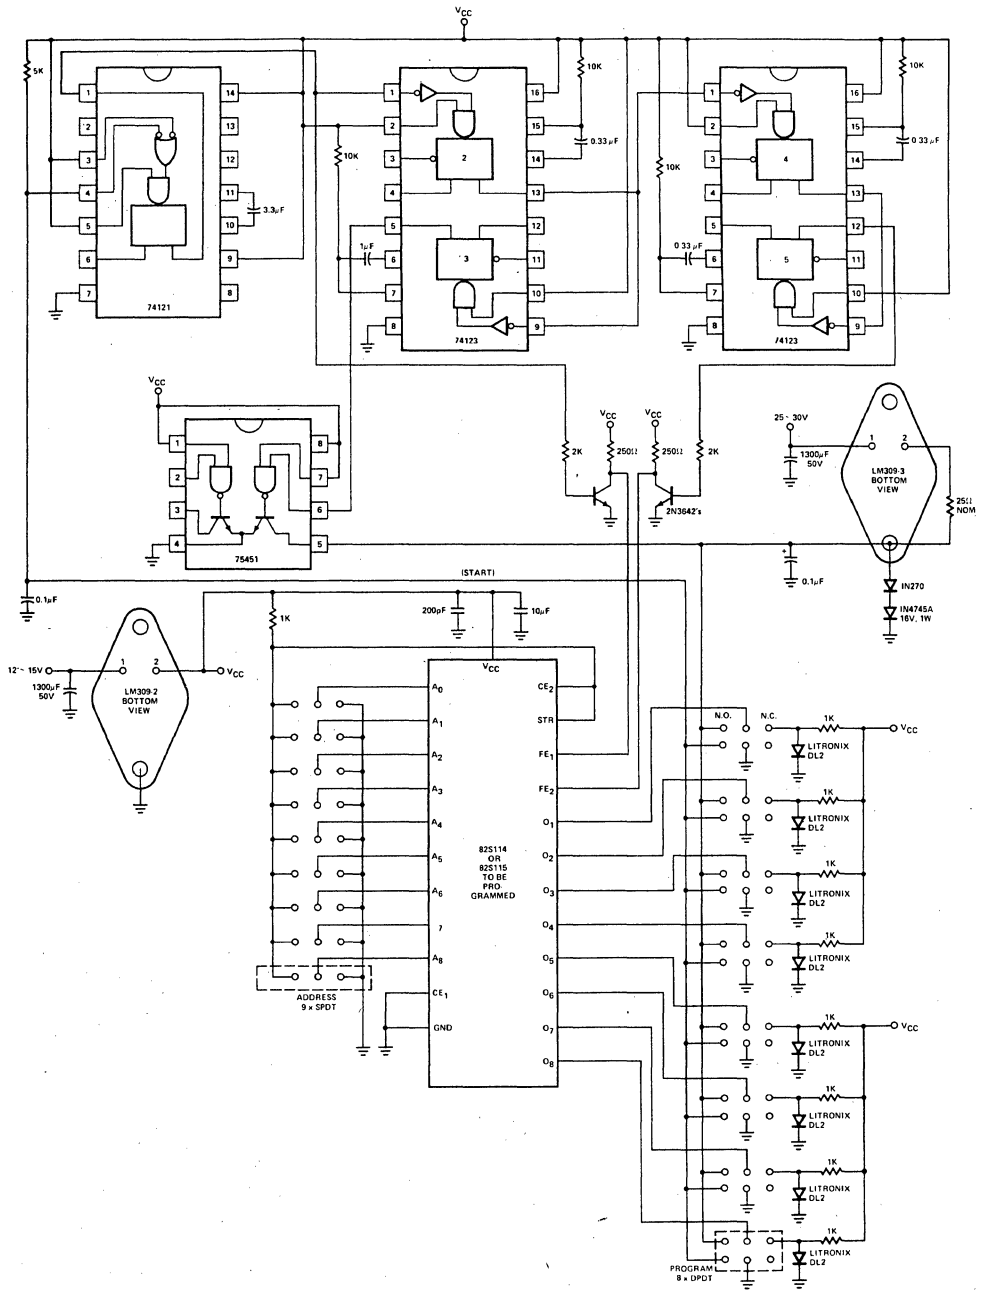 VCC
5K
10K
10K
1 14
2 13
3 12
4 11
5 10
6 9
7 8
74121
3.3µF
10K
1µF
1 16
2 15
3 14
4 13
5 12
6 11
7 10
8 9
2
3
74123
0.33 µF
10K
0 33 µF
1 16
2 15
3 14
4 13
5 12
6 11
7 10
8 9
4
5
74123
0 33 µF
VCC
1 8
2 7
3 6
4 5
75451
2K
VCC
250Ω
VCC
250Ω
2K
2N3642's
25 - 30V
1300µF
50V
1 2
LM309-3
BOTTOM
VIEW
25Ω
NOM
+
0.1µF
IN270
IN4745A
16V, 1W
(START)
0.1µF
12'- 15V
1300µF
50V
1 2
LM309-2
BOTTOM
VIEW
VCC
1K
200pF
10µF
VCC
A0
A1
A2
A3
A4
A5
A6
7
A8
CE1
GND
82S114
OR
82S115
TO BE
PRO
GRAMMED
CE2
STR
FE1
FE2
O1
O2
O3
O4
O5
O6
O7
O8
ADDRESS
9 x SPDT
N.O. N.C.
1K
VCC
LITRONIX
DL2
1K
LITRONIX
DL2
1K
LITRONIX
DL2
1K
LITRONIX
DL2
1K
VCC
LITRONIX
DL2
1K
LITRONIX
DL2
1K
LITRONIX
DL2
1K
LITRONIX
DL2
PROGRAM
8 x DPDT